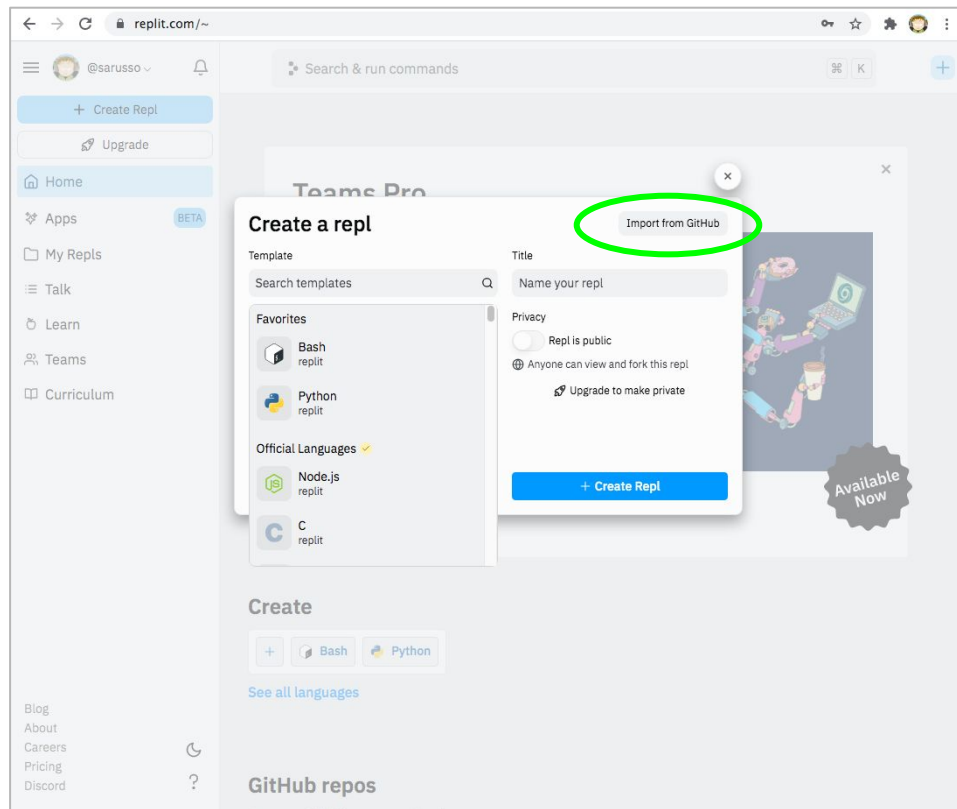 replit.com/~
@sarusso
Search & run commands
⌘ K
+
+ Create Repl
Upgrade
Home
Apps BETA
My Repls
Talk
Learn
Teams
Curriculum
Teams Pro
Create a repl
Import from GitHub
Template
Title
Search templates
Name your repl
Favorites
Bash
replit
Python
replit
Official Languages
Node.js
replit
C
replit
Privacy
Repl is public
Anyone can view and fork this repl
Upgrade to make private
+ Create Repl
Available
Now
Create
+ Bash Python
See all languages
GitHub repos
Blog
About
Careers
Pricing
Discord
?